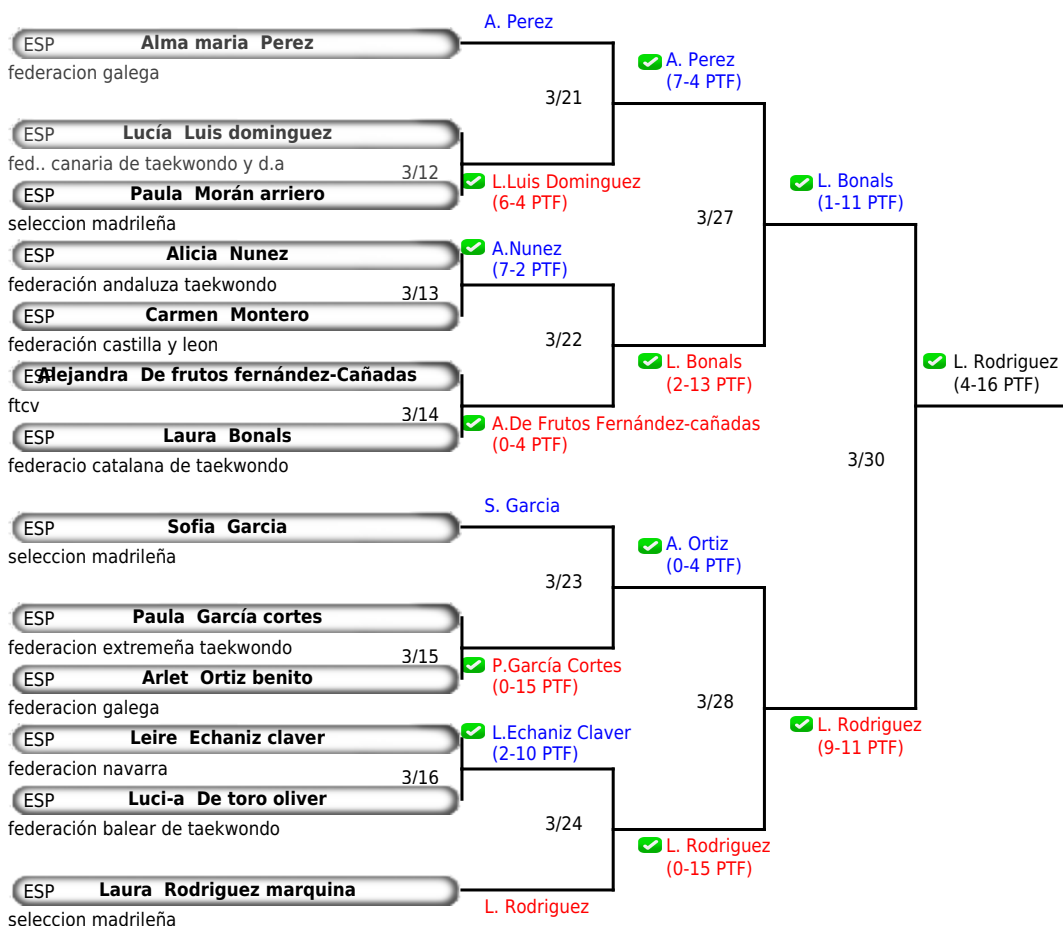 A. Perez
ESP Alma maria Perez
federacion galega
A. Perez
(7-4 PTF)
3/21
ESP Lucía Luis dominguez
fed.. canaria de taekwondo y d.a
3/12
L.Luis Dominguez
(6-4 PTF)
ESP Paula Morán arriero
seleccion madrileña
L. Bonals
(1-11 PTF)
3/27
ESP Alicia Nunez
federación andaluza taekwondo
A.Nunez
(7-2 PTF)
3/13
ESP Carmen Montero
federación castilla y leon
3/22
L. Bonals
(2-13 PTF)
L. Rodriguez
(4-16 PTF)
ESP Alejandra De frutos fernández-Cañadas
ftcv
3/14
A.De Frutos Fernández-cañadas
(0-4 PTF)
ESP Laura Bonals
federacio catalana de taekwondo
3/30
S. Garcia
ESP Sofia Garcia
seleccion madrileña
A. Ortiz
(0-4 PTF)
3/23
ESP Paula García cortes
federacion extremeña taekwondo
3/15
P.García Cortes
(0-15 PTF)
ESP Arlet Ortiz benito
federacion galega
3/28
L. Rodriguez
(9-11 PTF)
ESP Leire Echaniz claver
federacion navarra
L.Echaniz Claver
(2-10 PTF)
3/16
ESP Luci-a De toro oliver
federación balear de taekwondo
3/24
L. Rodriguez
(0-15 PTF)
ESP Laura Rodriguez marquina
seleccion madrileña
L. Rodriguez